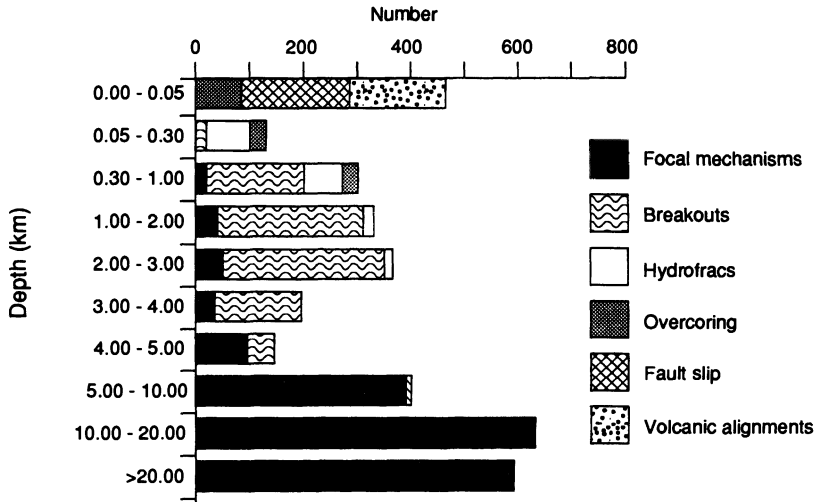 Number
0 200 400 600 800
Depth (km)
0.00 - 0.05
0.05 - 0.30
0.30 - 1.00
1.00 - 2.00
2.00 - 3.00
3.00 - 4.00
4.00 - 5.00
5.00 - 10.00
10.00 - 20.00
>20.00
Focal mechanisms
Breakouts
Hydrofracs
Overcoring
Fault slip
Volcanic alignments